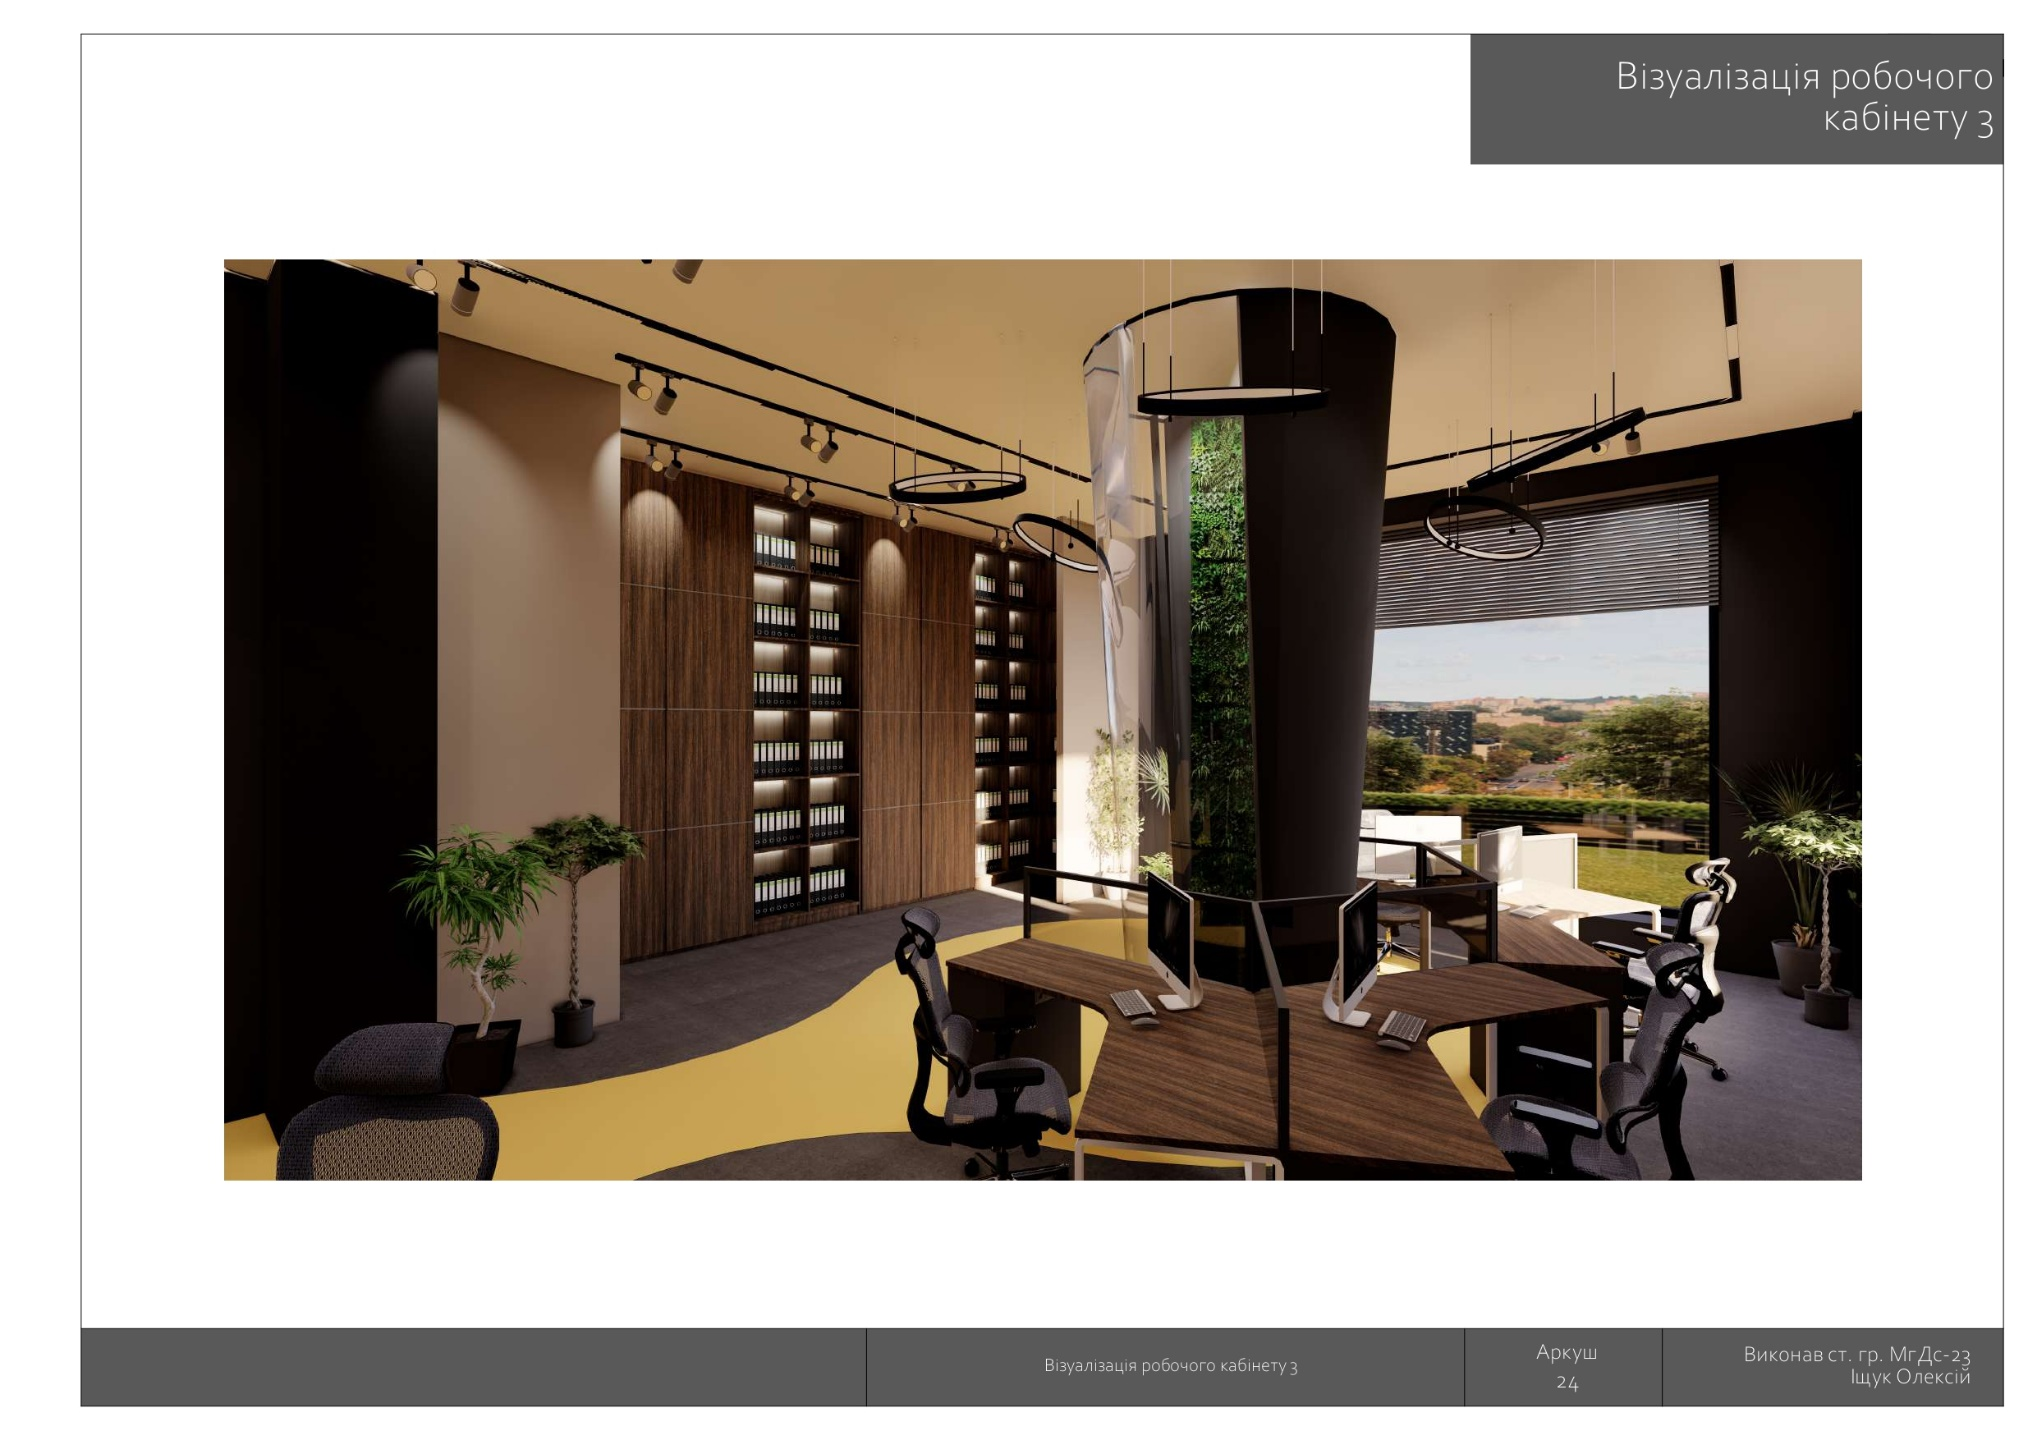 Візуалізація робочого
кабінету 3
Візуалізація робочого кабінету 3
Аркуш
24
Виконав ст. гр. МгДс-23
Іщук Олексій